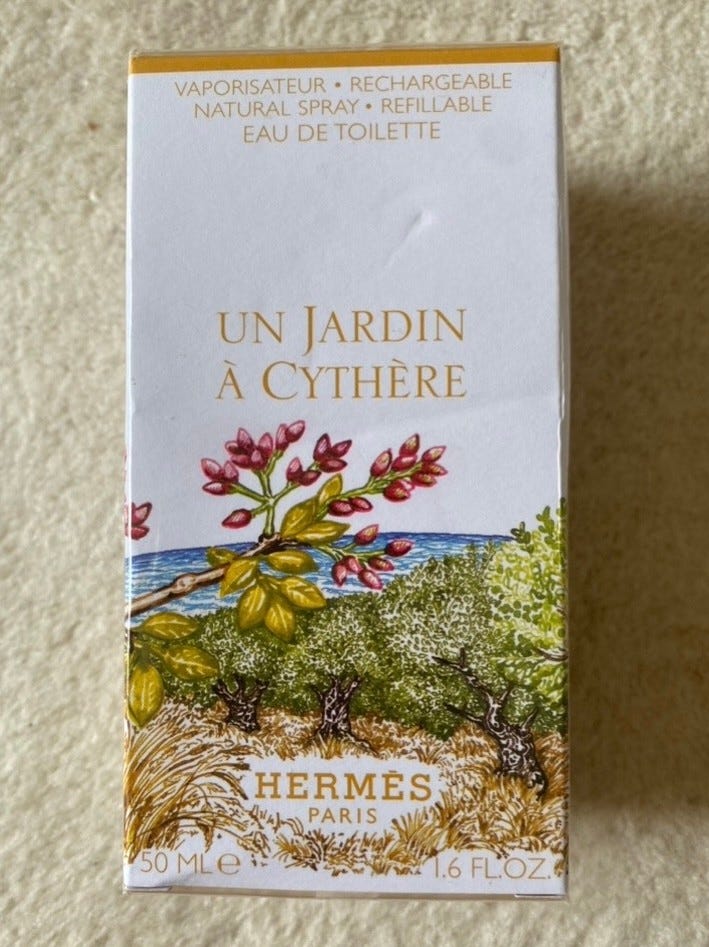 VAPORISATEUR • RECHARGEABLE
NATURAL SPRAY • REFILLABLE
EAU DE TOILETTE
UN JARDIN
À CYTHÈRE
HERMÈS
PARIS
50 ML ℮ 1.6 FL.OZ.